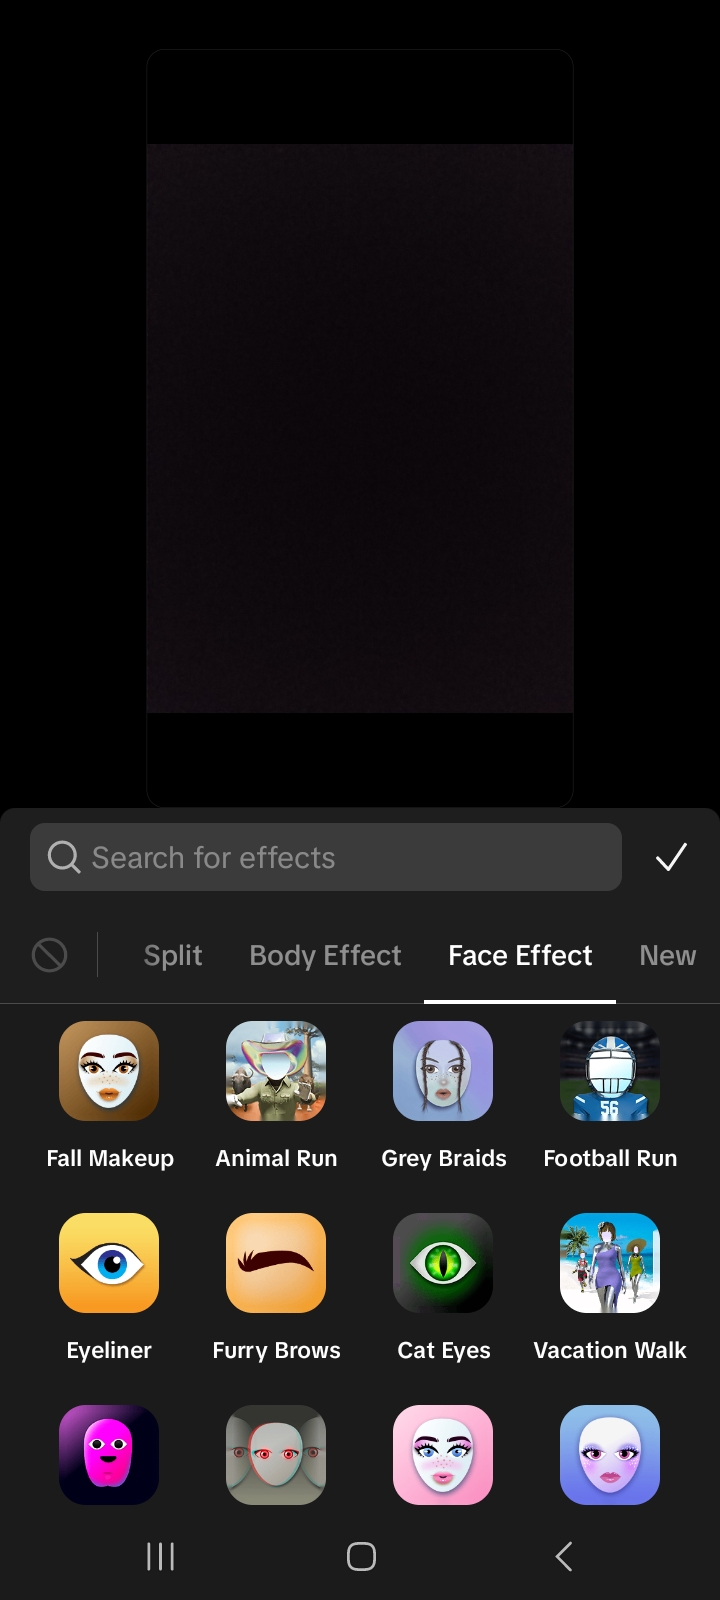 Search for effects
Split Body Effect Face Effect New
Fall Makeup Animal Run Grey Braids Football Run
56
Eyeliner Furry Brows Cat Eyes Vacation Walk